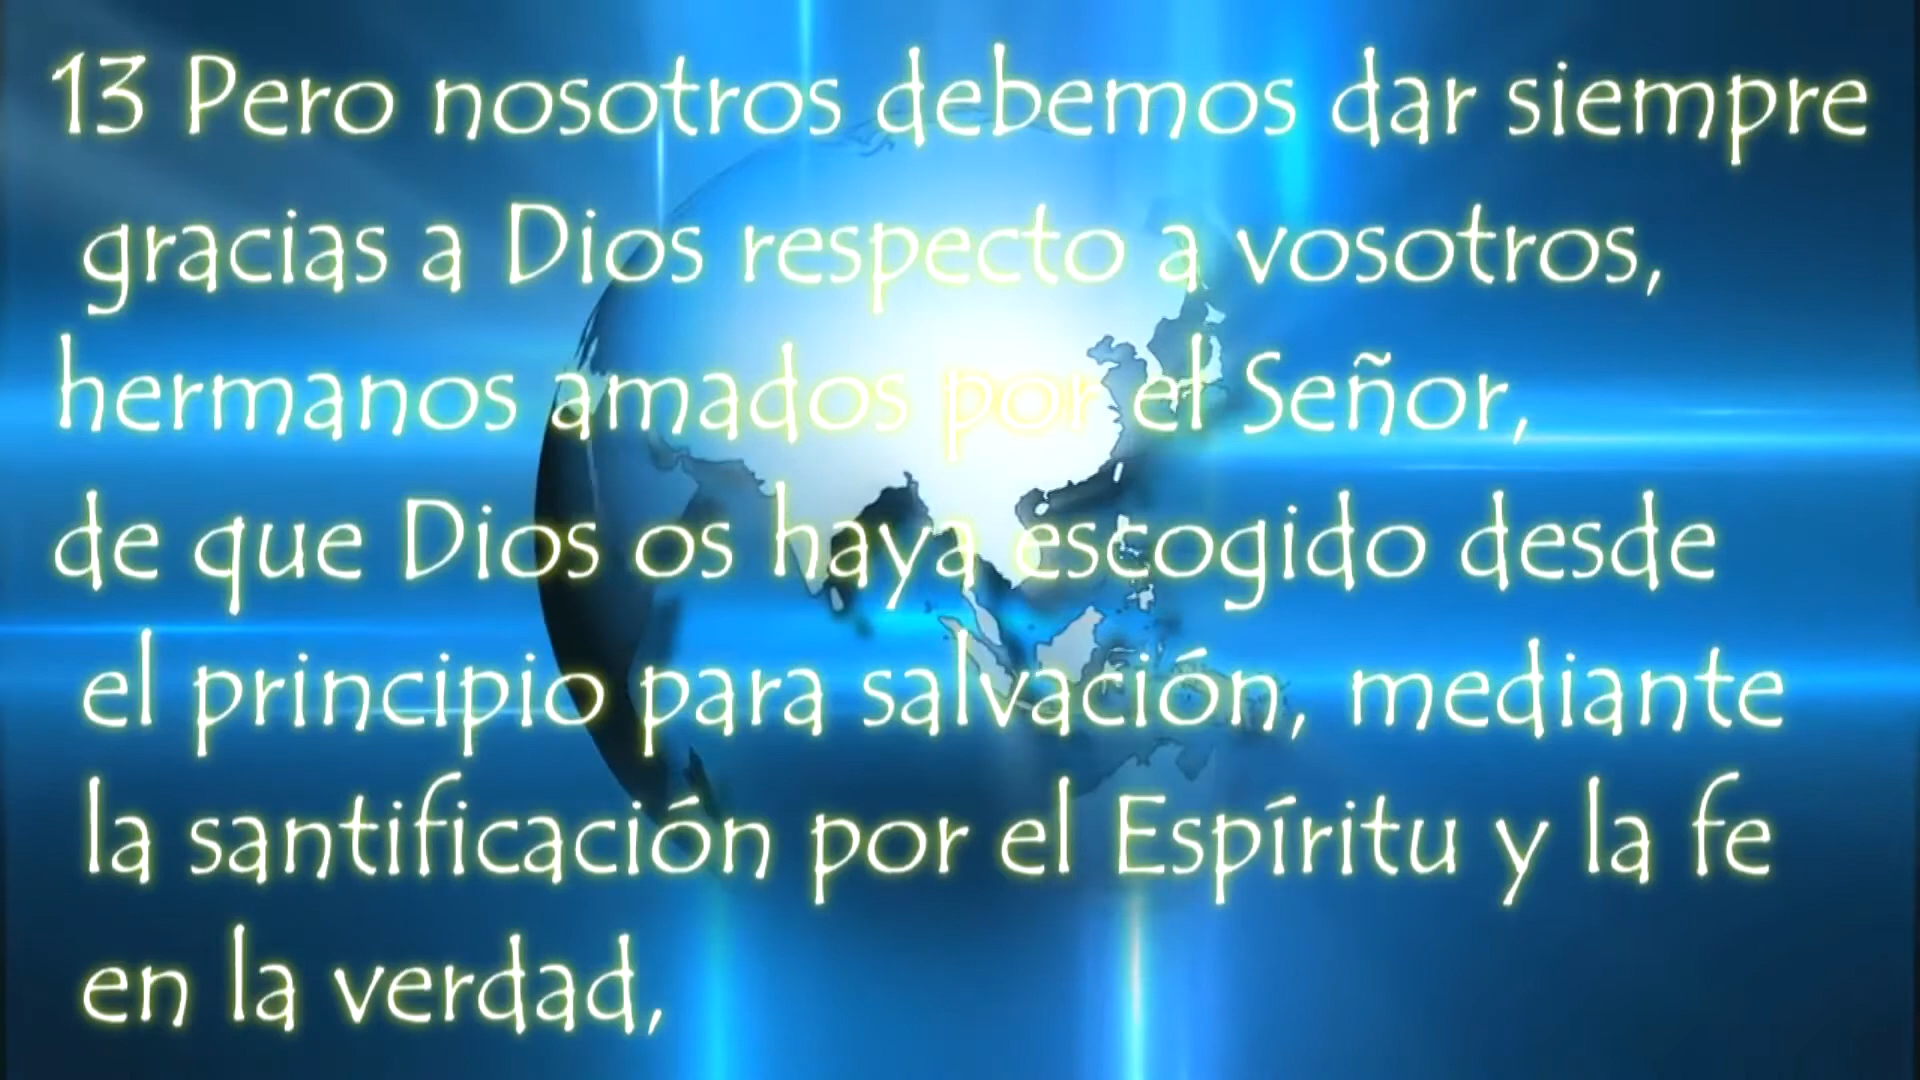 13 Pero nosotros debemos dar siempre
gracias a Dios respecto a vosotros,
hermanos amados por el Señor,
de que Dios os haya escogido desde
el principio para salvación, mediante
la santificación por el Espíritu y la fe
en la verdad,